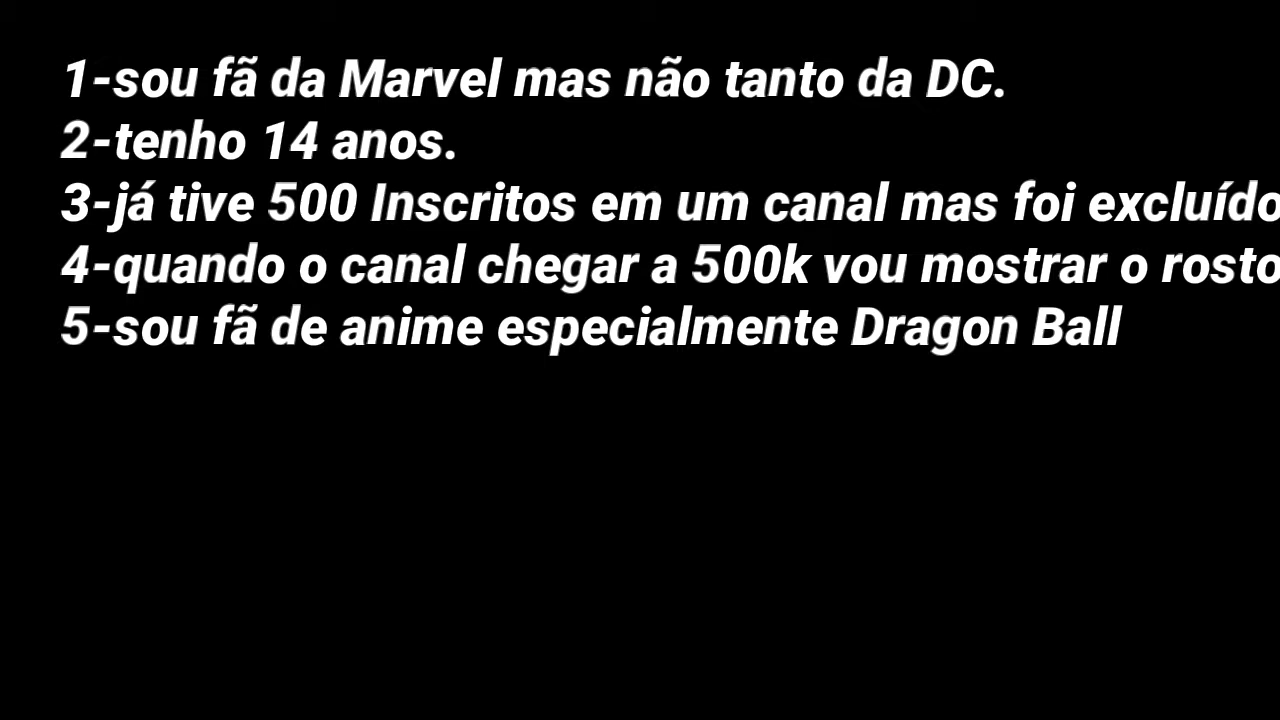 1-sou fã da Marvel mas não tanto da DC.
2-tenho 14 anos.
3-já tive 500 Inscritos em um canal mas foi excluído
4-quando o canal chegar a 500k vou mostrar o rosto
5-sou fã de anime especialmente Dragon Ball